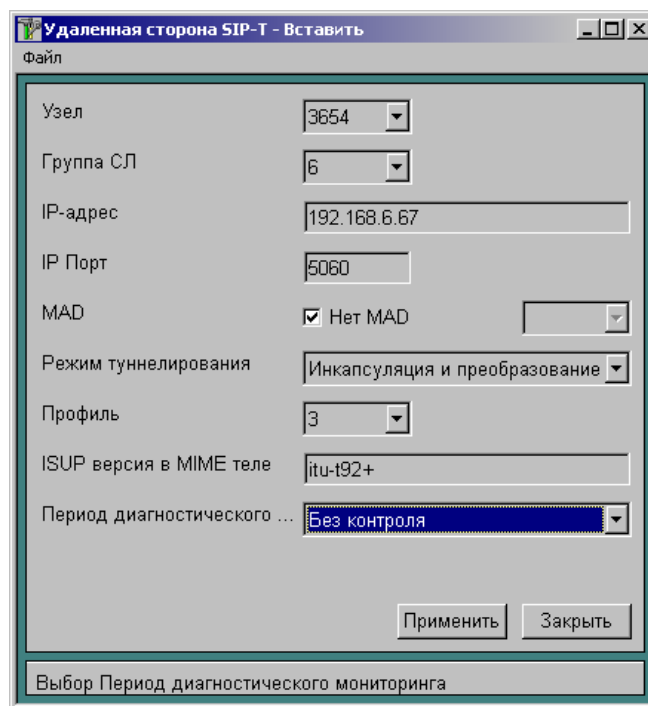 Удаленная сторона SIP-T - Вставить
Файл
Узел 3654
Группа СЛ 6
IP-адрес 192.168.6.67
IP Порт 5060
MAD Нет MAD
Режим туннелирования Инкапсуляция и преобразование
Профиль 3
ISUP версия в MIME теле itu-t92+
Период диагностического ... Без контроля
Применить Закрыть
Выбор Период диагностического мониторинга